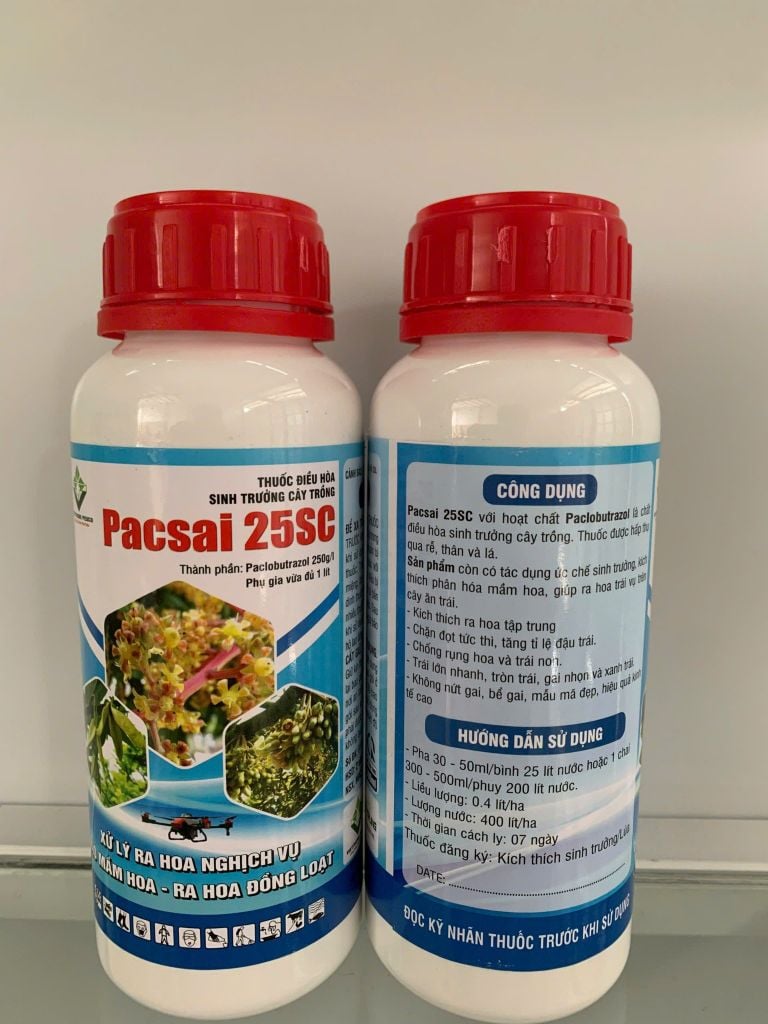 THUỐC ĐIỀU HÒA
SINH TRƯỞNG CÂY TRỒNG
Pacsai 25SC
Thành phần: Paclobutrazol 250g/l
Phụ gia vừa đủ 1 lít
XỬ LÝ RA HOA NGHỊCH VỤ
MẦM HOA - RA HOA ĐỒNG LOẠT
CÔNG DỤNG
Pacsai 25SC với hoạt chất Paclobutrazol là chất
điều hòa sinh trưởng cây trồng. Thuốc được hấp thu
qua rễ, thân và lá.
Sản phẩm còn có tác dụng ức chế sinh trưởng, kích
thích phân hóa mầm hoa, giúp ra hoa trái vụ trên
cây ăn trái.
- Kích thích ra hoa tập trung
- Chặn đọt tức thì, tăng tỉ lệ đậu trái.
- Chống rụng hoa và trái non.
- Trái lớn nhanh, tròn trái, gai nhọn và xanh trái.
- Không nứt gai, bể gai, mẫu má đẹp, hiệu quả kinh
tế cao
HƯỚNG DẪN SỬ DỤNG
- Pha 30 - 50ml/bình 25 lít nước hoặc 1 chai
300 - 500ml/phuy 200 lít nước.
- Liều lượng: 0.4 lít/ha
- Lượng nước: 400 lít/ha
- Thời gian cách ly: 07 ngày
Thuốc đăng ký: Kích thích sinh trưởng/Lúa
DATE: ........................................
ĐỌC KỸ NHÃN THUỐC TRƯỚC KHI SỬ DỤNG